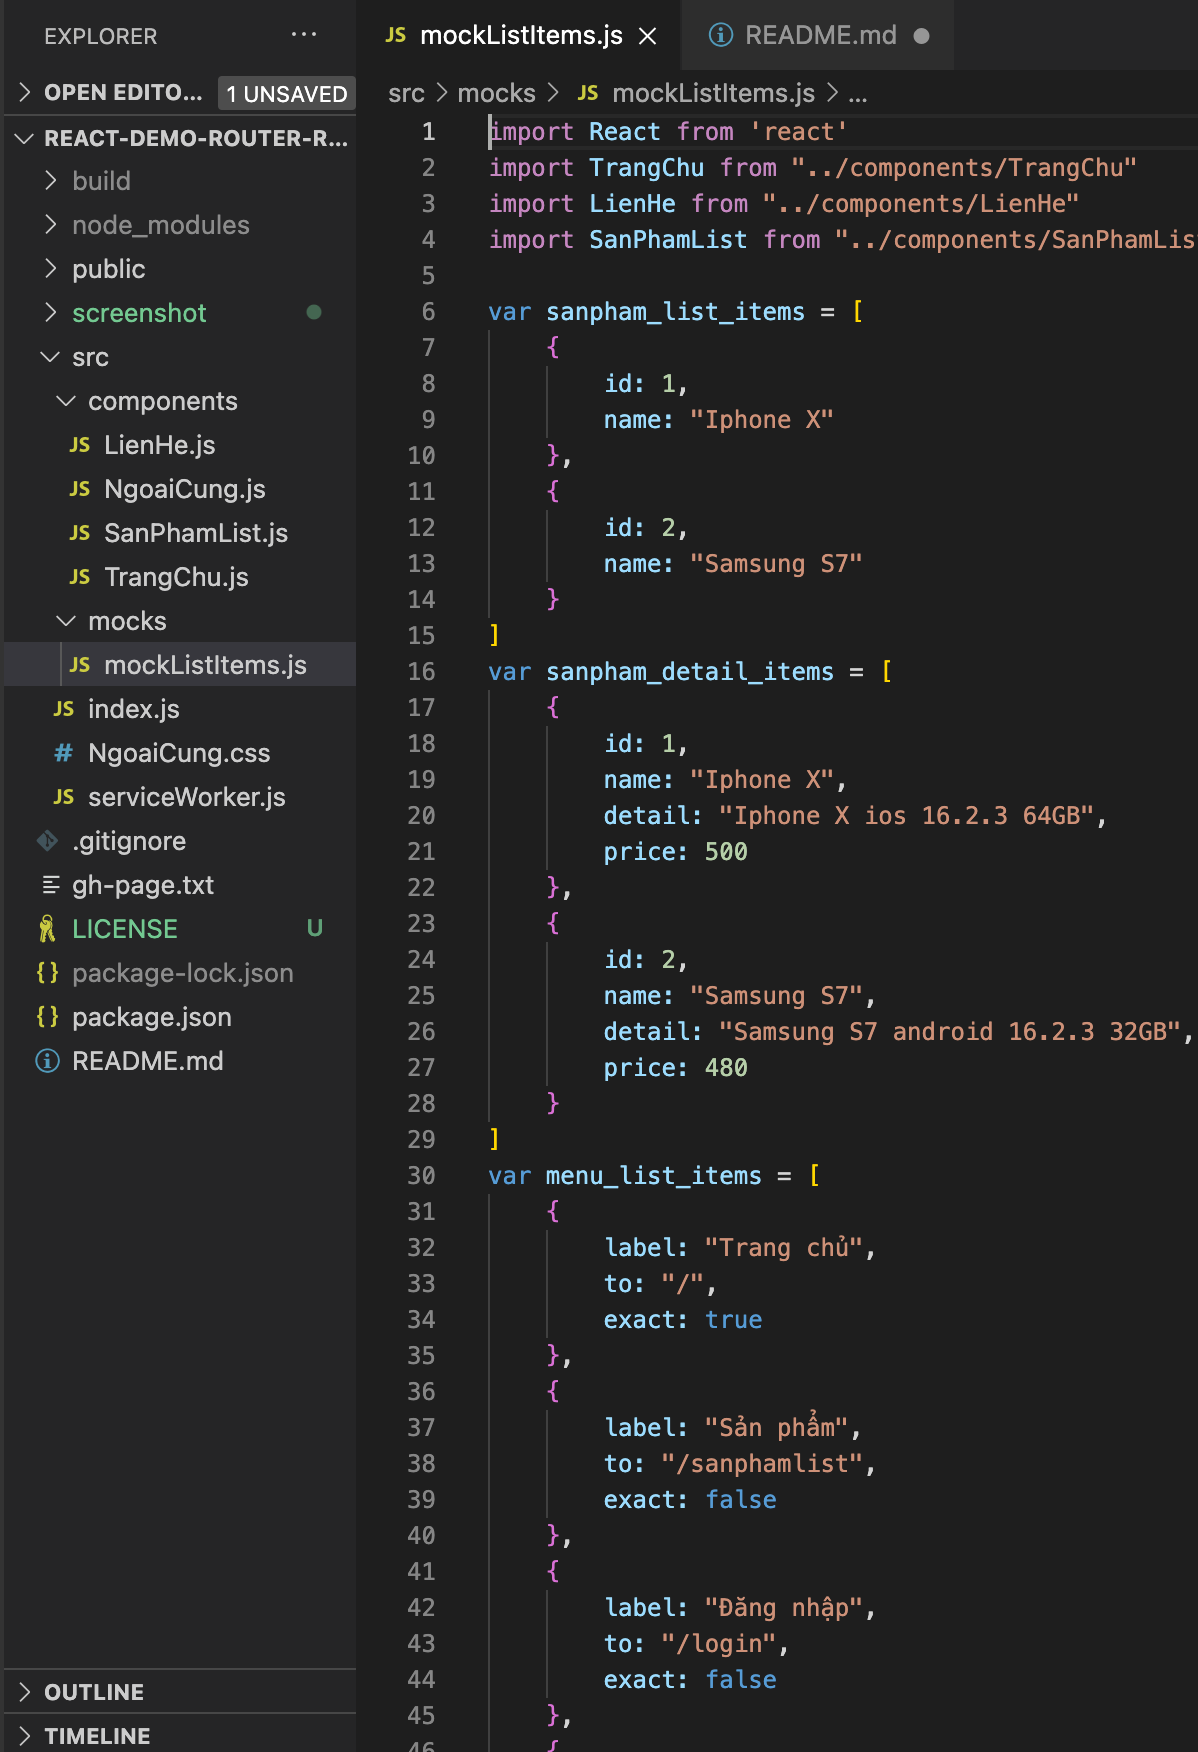 EXPLORER
OPEN EDITO... 1 UNSAVED
REACT-DEMO-ROUTER-R...
build
node_modules
public
screenshot
src
components
JS LienHe.js
JS NgoaiCung.js
JS SanPhamList.js
JS TrangChu.js
mocks
JS mockListItems.js
JS index.js
# NgoaiCung.css
JS serviceWorker.js
.gitignore
gh-page.txt
LICENSE U
{} package-lock.json
{} package.json
README.md
OUTLINE
TIMELINE
JS mockListItems.js
README.md
src > mocks > JS mockListItems.js > ...
1 import React from 'react'
2 import TrangChu from "../components/TrangChu"
3 import LienHe from "../components/LienHe"
4 import SanPhamList from "../components/SanPhamLis
5
6 var sanpham_list_items = [
7 {
8 id: 1,
9 name: "Iphone X"
10 },
11 {
12 id: 2,
13 name: "Samsung S7"
14 }
15 ]
16 var sanpham_detail_items = [
17 {
18 id: 1,
19 name: "Iphone X",
20 detail: "Iphone X ios 16.2.3 64GB",
21 price: 500
22 },
23 {
24 id: 2,
25 name: "Samsung S7",
26 detail: "Samsung S7 android 16.2.3 32GB",
27 price: 480
28 }
29 ]
30 var menu_list_items = [
31 {
32 label: "Trang chủ",
33 to: "/",
34 exact: true
35 },
36 {
37 label: "Sản phẩm",
38 to: "/sanphamlist",
39 exact: false
40 },
41 {
42 label: "Đăng nhập",
43 to: "/login",
44 exact: false
45 },
46 {